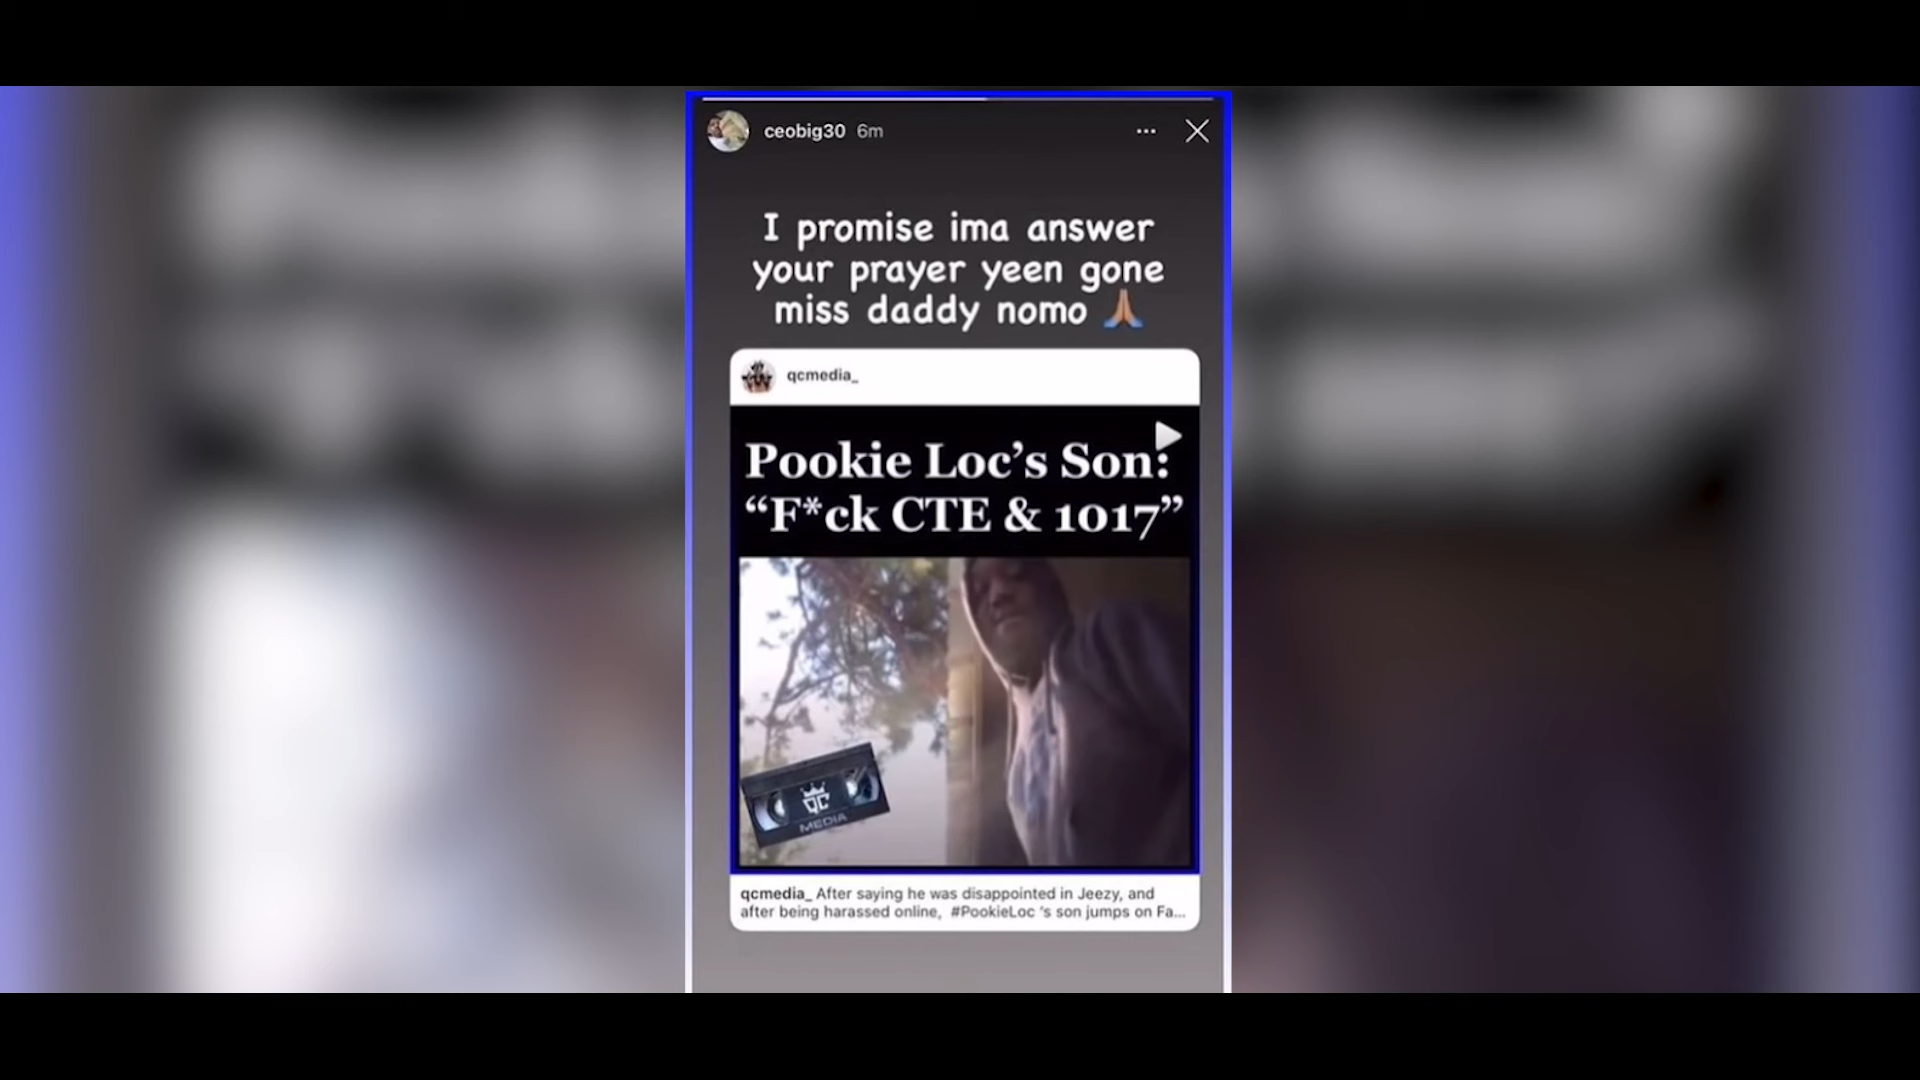 ceobig30 6m
I promise ima answer
your prayer yeen gone
miss daddy nomo 🙏🏽
qcmedia_
Pookie Loc’s Son:
“F*ck CTE & 1017”
QC
MEDIA
qcmedia_ After saying he was disappointed in Jeezy, and
after being harassed online, #PookieLoc 's son jumps on Fa...